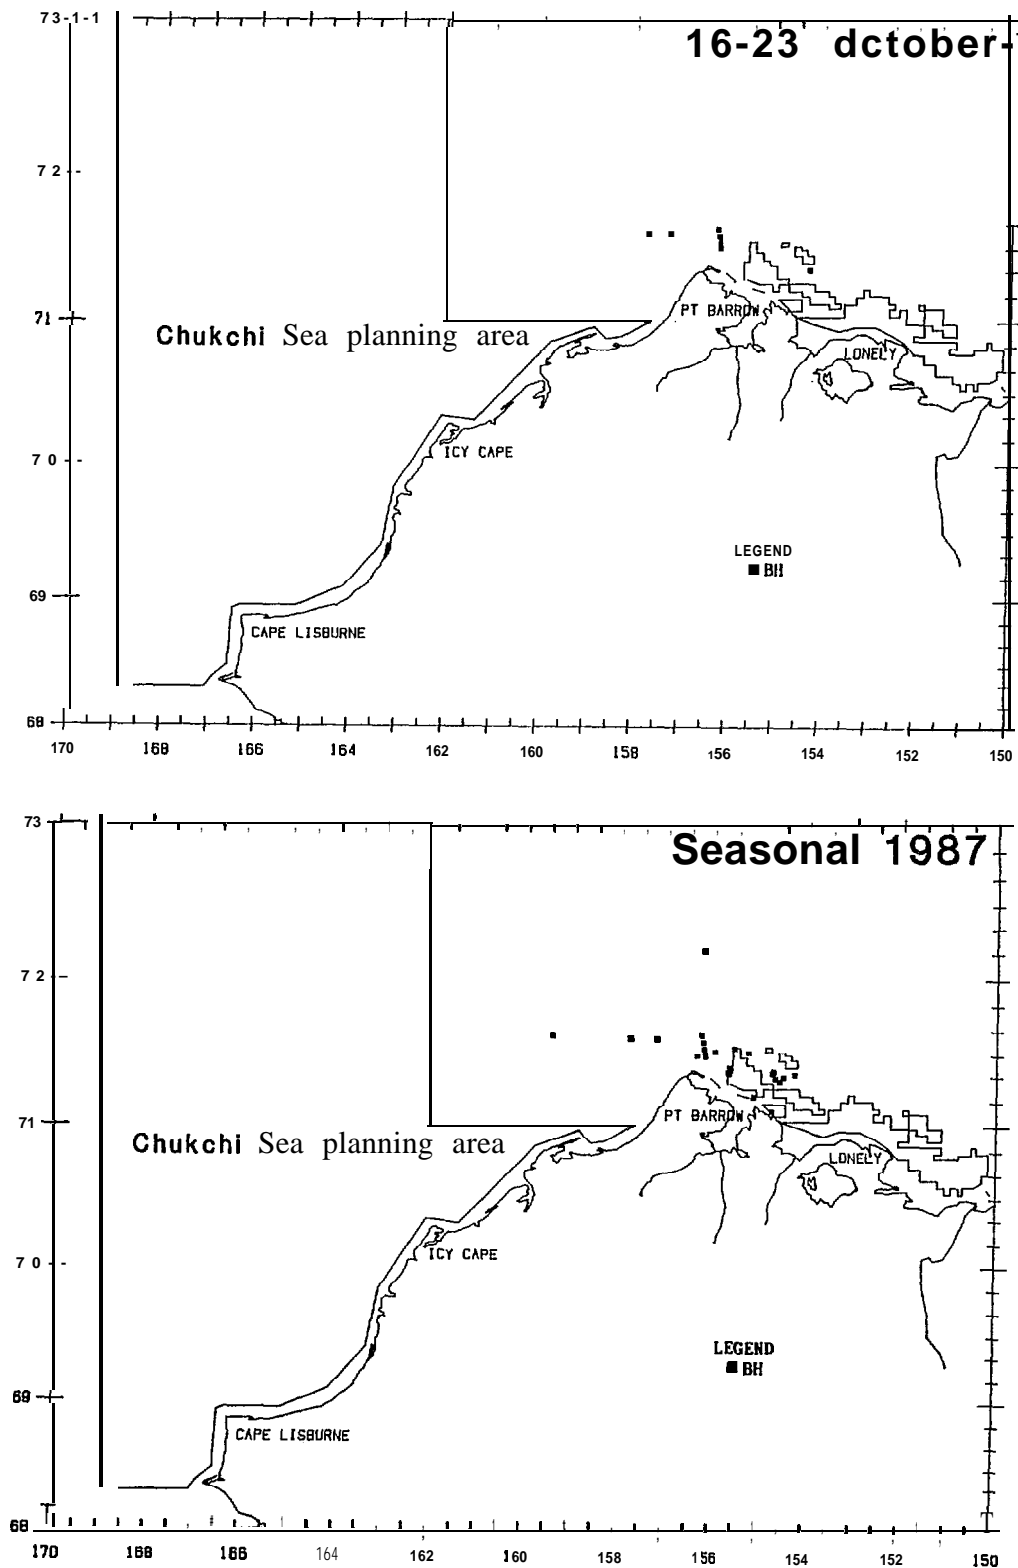 73-1-1
16-23 dctober-
72
71
Chukchi Sea planning area
PT BARROW
LONELY
70
ICY CAPE
LEGEND
BH
69
CAPE LISBURNE
68
170 168 166 164 162 160 158 156 154 152 150
73
Seasonal 1987
72
71
Chukchi Sea planning area
PT BARROW
LONELY
70
ICY CAPE
LEGEND
BH
69
CAPE LISBURNE
68
170 168 166 164 162 160 158 156 154 152 150